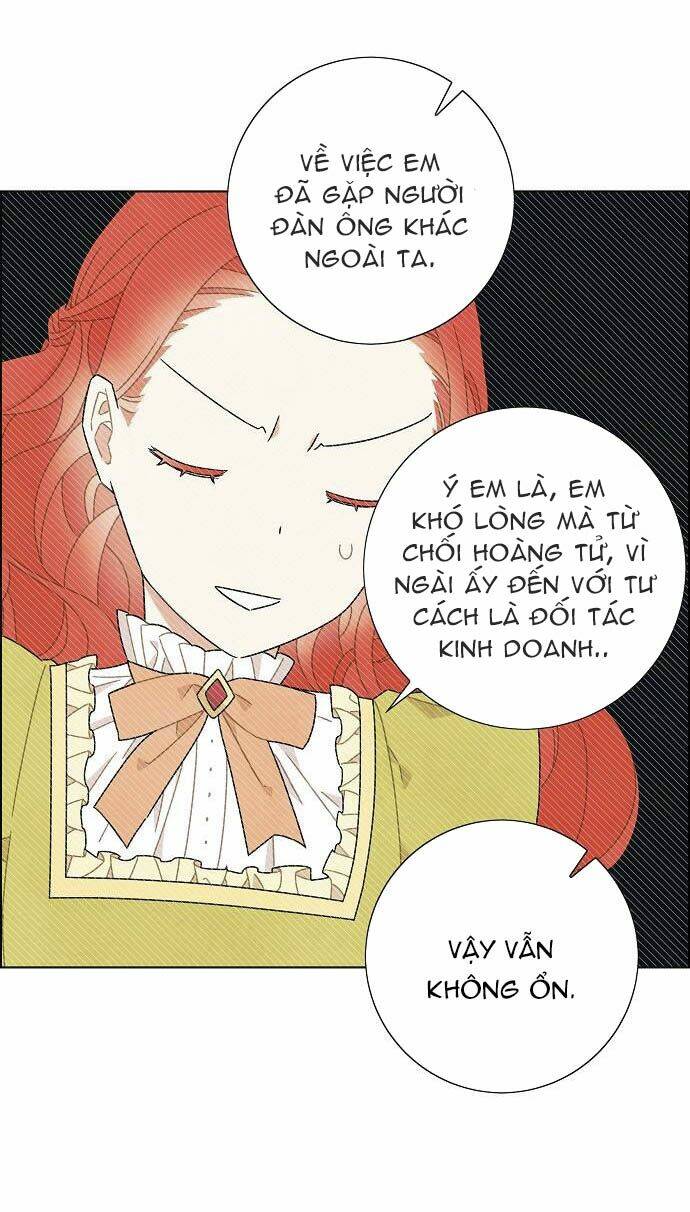 VỀ VIỆC EM
ĐÃ GẶP NGƯỜI
ĐÀN ÔNG KHÁC
NGOÀI TA.
Ý EM LÀ, EM
KHÓ LÒNG MÀ TỪ
CHỐI HOÀNG TỬ, VÌ
NGÀI ẤY ĐẾN VỚI TƯ
CÁCH LÀ ĐỐI TÁC
KINH DOANH..
VẬY VẪN
KHÔNG ỔN.